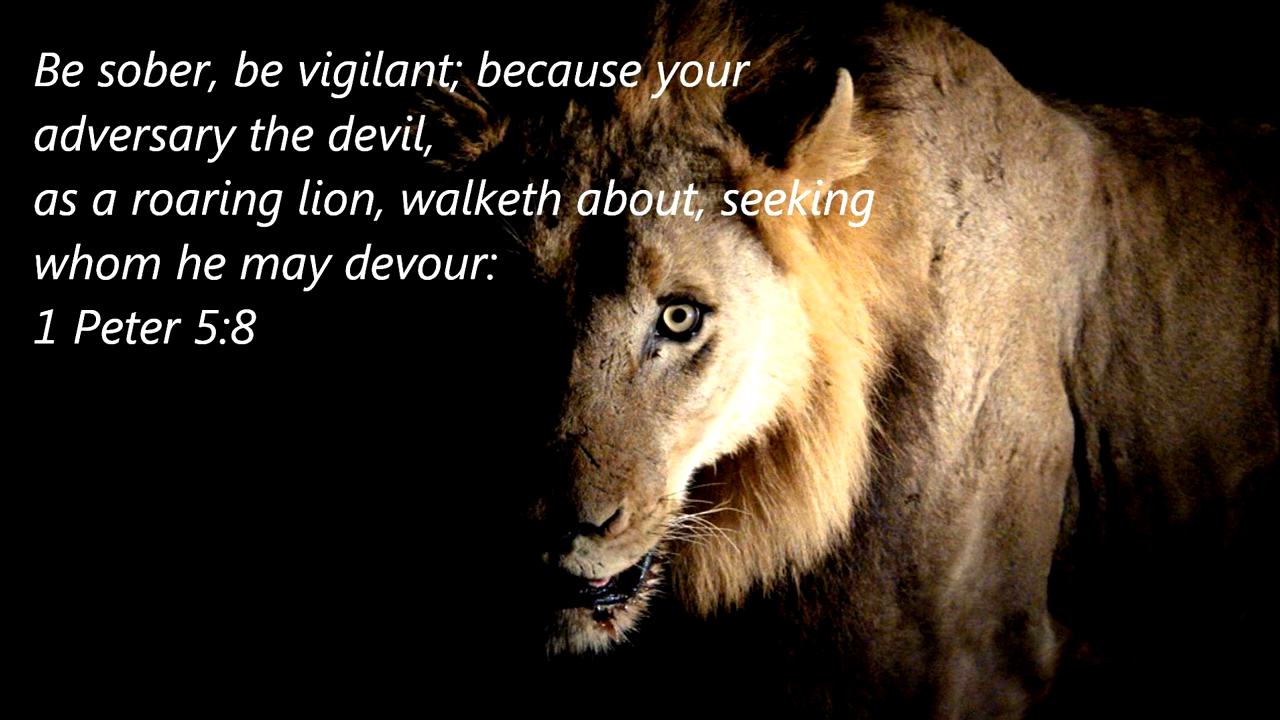 Be sober, be vigilant; because your
adversary the devil,
as a roaring lion, walketh about, seeking
whom he may devour:
1 Peter 5:8